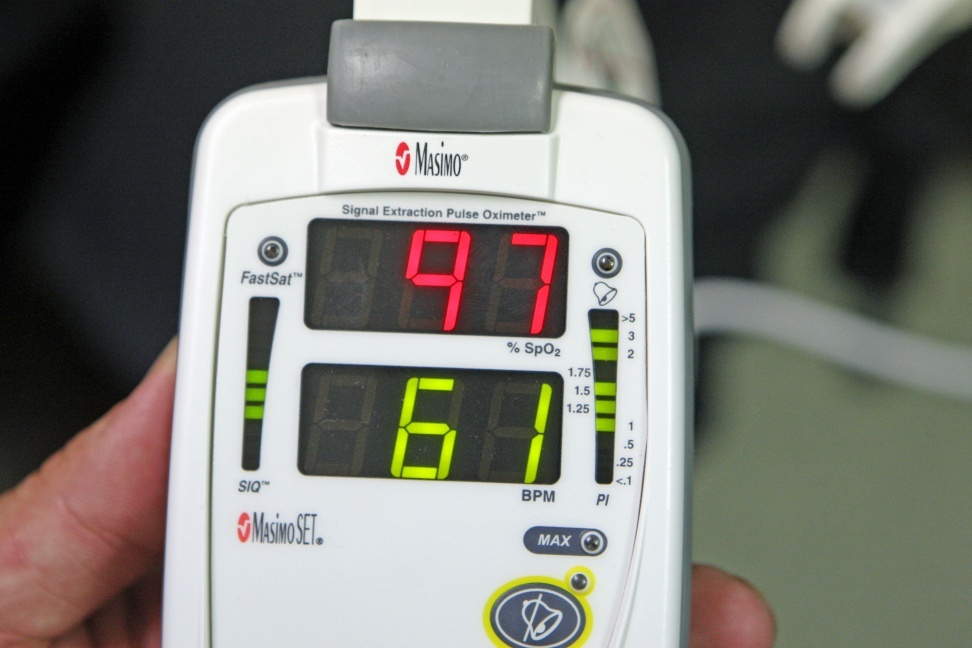 Masimo®
Signal Extraction Pulse Oximeter™
FastSat™
97
% SpO₂
>5
3
2
1.75
1.5
1.25
1
.5
.25
<.1
61
SIQ™
BPM
PI
Masimo SET®
MAX